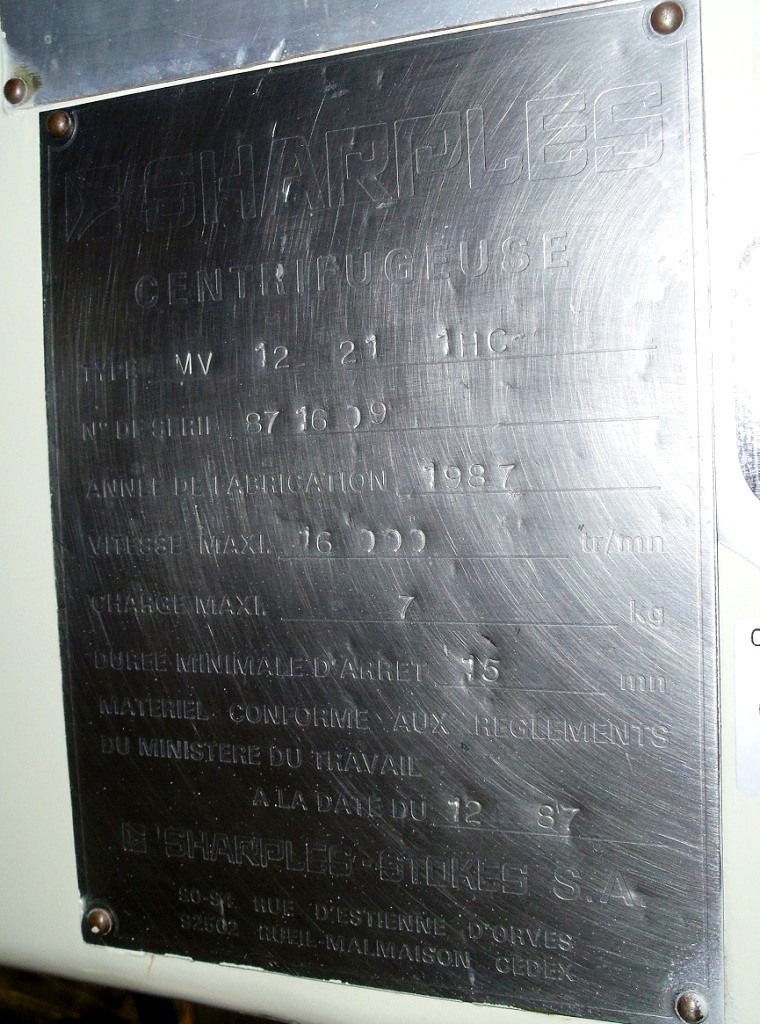 SHARPLES
CENTRIFUGEUSE
TYPE MV 12 21 1HC
N° DE SERIE 87 16 09
ANNEE DE FABRICATION 1987
VITESSE MAXI. 16 000 tr/mn
CHARGE MAXI. 7 kg
DUREE MINIMALE D'ARRET 15 mn
MATERIEL CONFORME AUX REGLEMENTS
DU MINISTERE DU TRAVAIL
A LA DATE DU 12 87
SHARPLES-STOKES S.A.
RUE D'ESTIENNE D'ORVES
92502 RUEIL-MALMAISON CEDEX